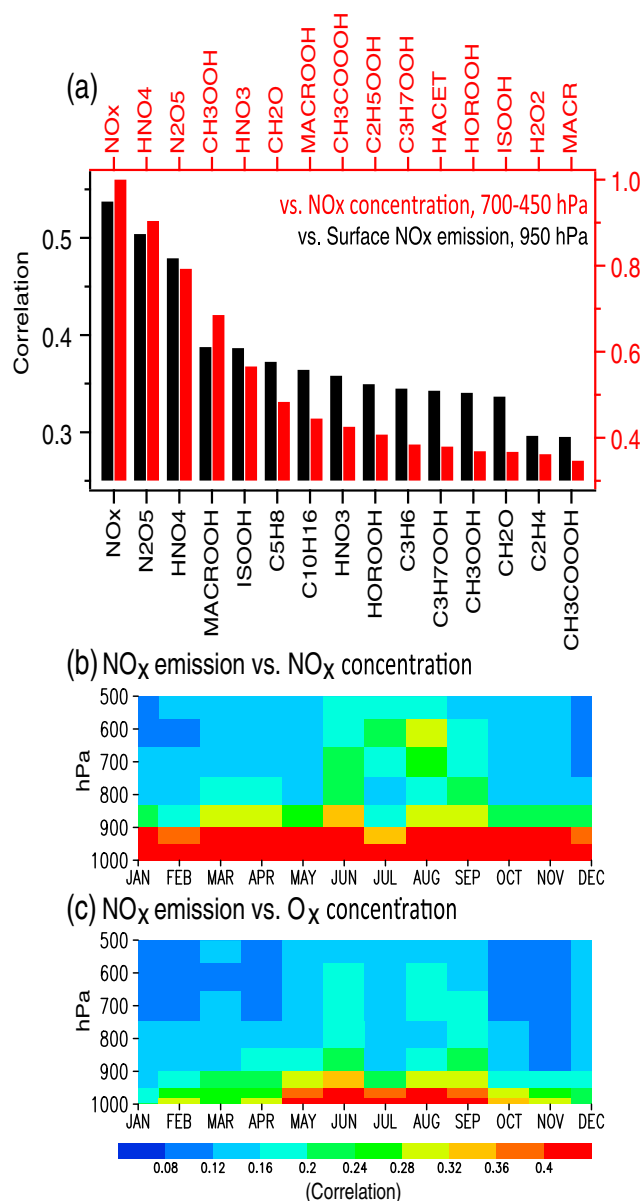 (a)
NOx
HNO4
N2O5
CH3OOH
HNO3
CH2O
MACROOH
CH3COOOH
C2H5OOH
C3H7OOH
HACET
HOROOH
ISOOH
H2O2
MACR
vs. NOx concentration, 700-450 hPa
vs. Surface NOx emission, 950 hPa
Correlation
0.5
0.4
0.3
1.0
0.8
0.6
0.4
NOx
N2O5
HNO4
MACROOH
ISOOH
C5H8
C10H16
HNO3
HOROOH
C3H6
C3H7OOH
CH3OOH
CH2O
C2H4
CH3COOOH
(b) NOx emission vs. NOx concentration
hPa
500
600
700
800
900
1000
JAN FEB MAR APR MAY JUN JUL AUG SEP OCT NOV DEC
(c) NOx emission vs. Ox concentration
hPa
500
600
700
800
900
1000
JAN FEB MAR APR MAY JUN JUL AUG SEP OCT NOV DEC
0.08 0.12 0.16 0.2 0.24 0.28 0.32 0.36 0.4
(Correlation)